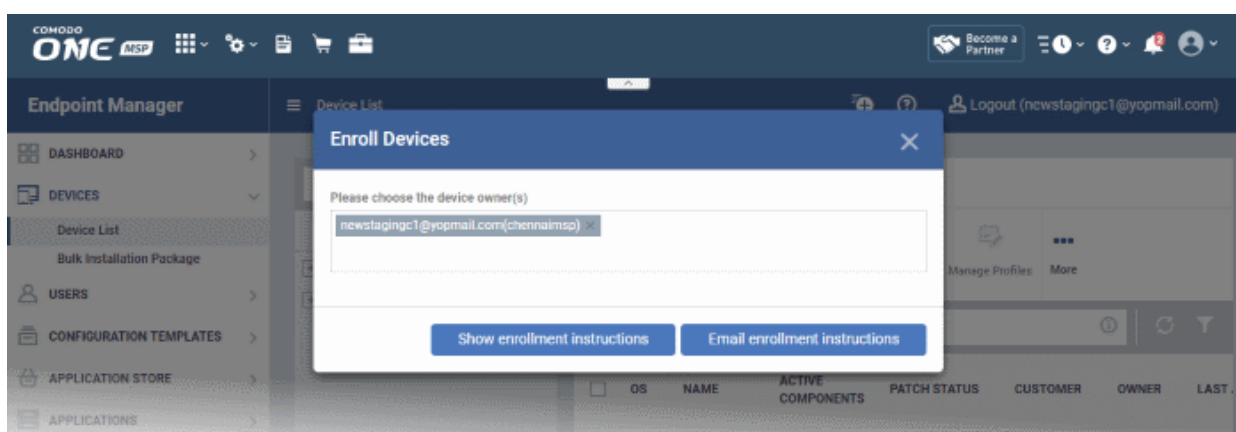 COMODO
ONE MSP
Become a
Partner
2
Endpoint Manager
Device List
Logout (newstagingc1@yopmail.com)
Enroll Devices
DASHBOARD
DEVICES
Please choose the device owner(s)
newstagingc1@yopmail.com(chennaimsp)
Device List
Bulk Installation Package
Manage Profiles
More
USERS
CONFIGURATION TEMPLATES
Show enrollment instructions
Email enrollment instructions
APPLICATION STORE
OS
NAME
ACTIVE
COMPONENTS
PATCH STATUS
CUSTOMER
OWNER
LAST
APPLICATIONS